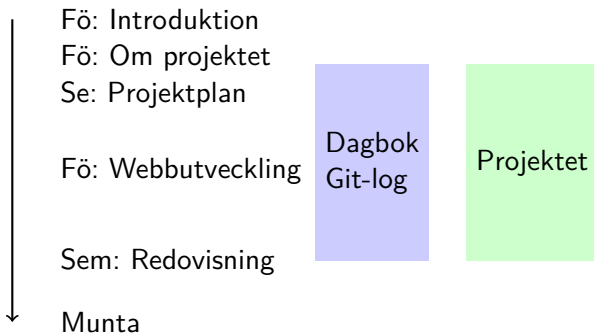 Fö: Introduktion
Fö: Om projektet
Se: Projektplan
Fö: Webbutveckling
Sem: Redovisning
Munta
Dagbok
Git-log
Projektet